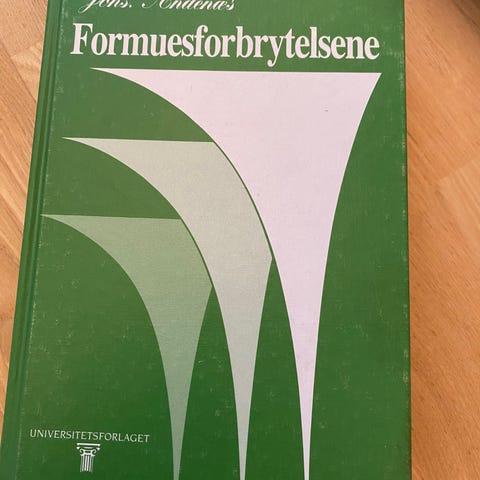 Johs. Andenæs
Formuesforbrytelsene
UNIVERSITETSFORLAGET